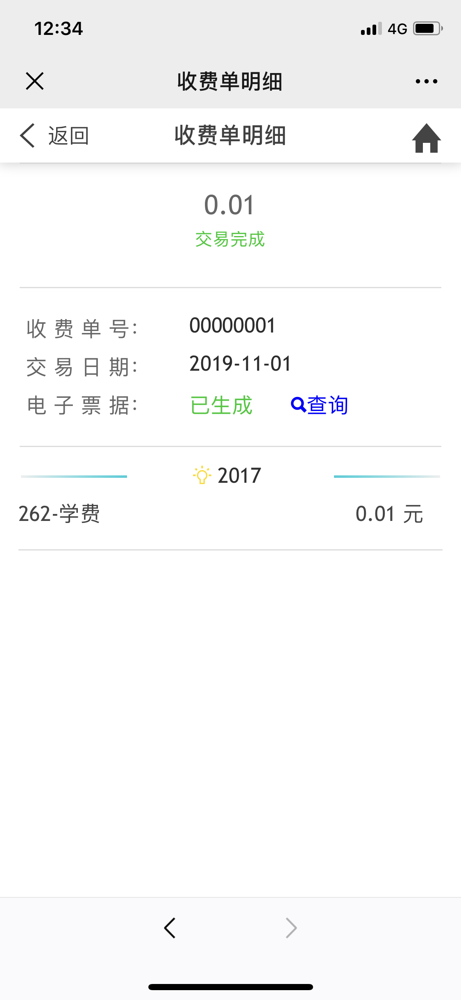 12:34 4G
收费单明细
返回 收费单明细
0.01
交易完成
收费单号: 00000001
交易日期: 2019-11-01
电子票据: 已生成 查询
2017
262-学费 0.01 元